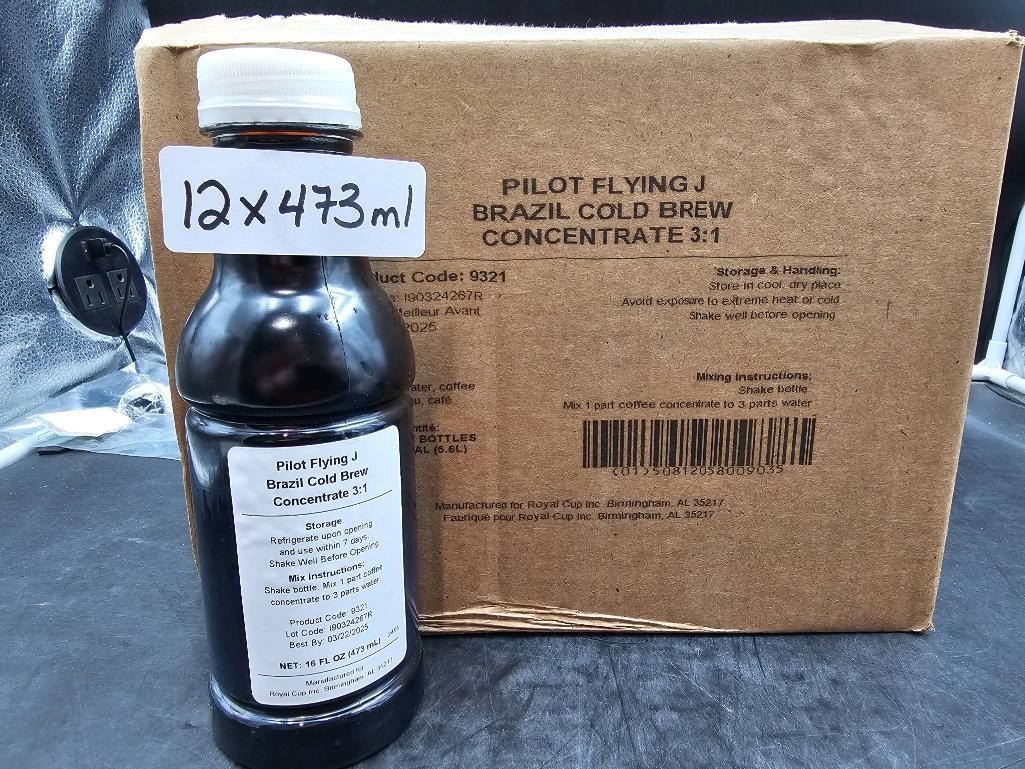 12 x 473 ml
PILOT FLYING J
BRAZIL COLD BREW
CONCENTRATE 3:1
duct Code: 9321
: I90324267R
eilleur Avant
2025
ater, coffee
u, café
ntité:
BOTTLES
AL (5.6L)
Storage & Handling:
Store in cool, dry place
Avoid exposure to extreme heat or cold
Shake well before opening
Mixing Instructions:
Shake bottle.
Mix 1 part coffee concentrate to 3 parts water
Manufactured for Royal Cup Inc. Birmingham, AL 35217
Fabriqué pour Royal Cup Inc. Birmingham, AL 35217
Pilot Flying J
Brazil Cold Brew
Concentrate 3:1
Storage
Refrigerate upon opening
and use within 7 days.
Shake Well Before Opening
Mix Instructions:
Shake bottle. Mix 1 part coffee
concentrate to 3 parts water.
Product Code: 9321
Lot Code: I90324267R
Best By: 03/22/2025
NET: 16 FL OZ (473 mL)
Manufactured for
Royal Cup Inc. Birmingham, AL 35217